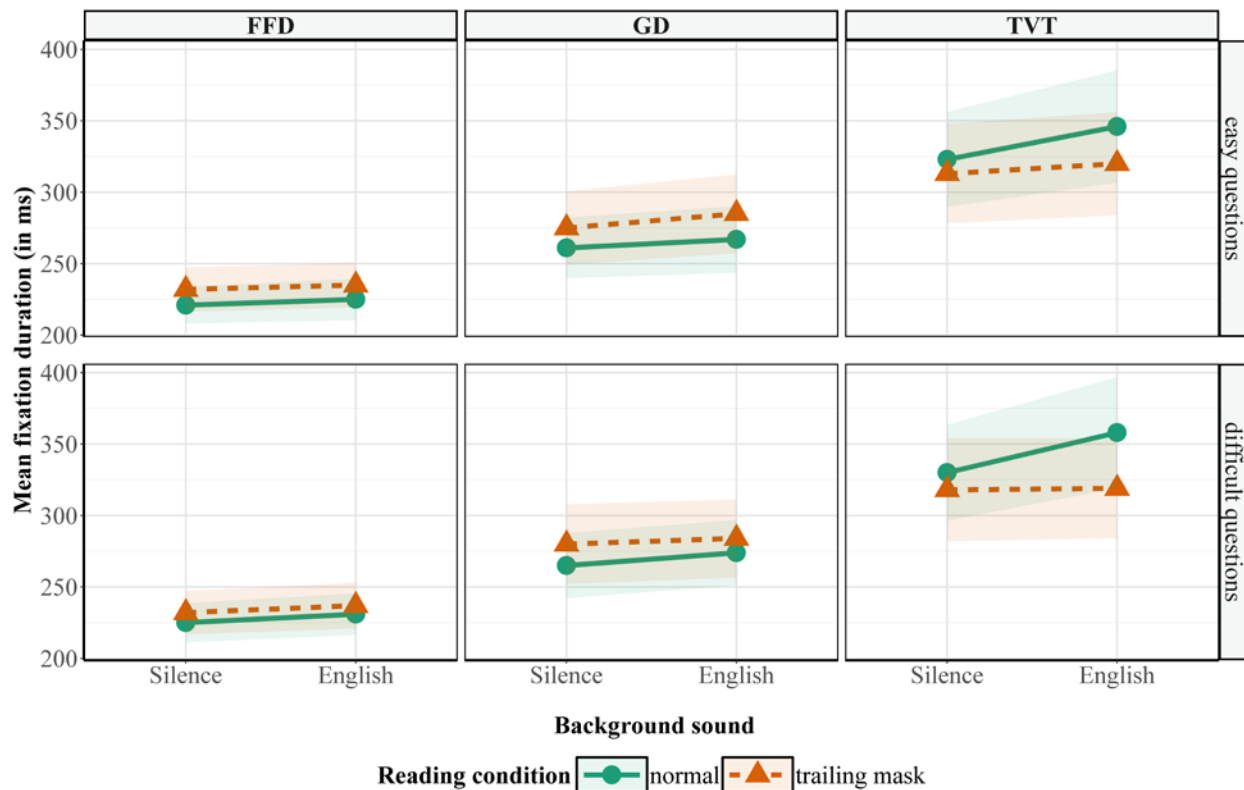 FFD GD TVT
Mean fixation duration (in ms)
400
350
300
250
200
easy questions
400
350
300
250
200
difficult questions
Silence English Silence English Silence English
Background sound
Reading condition normal trailing mask